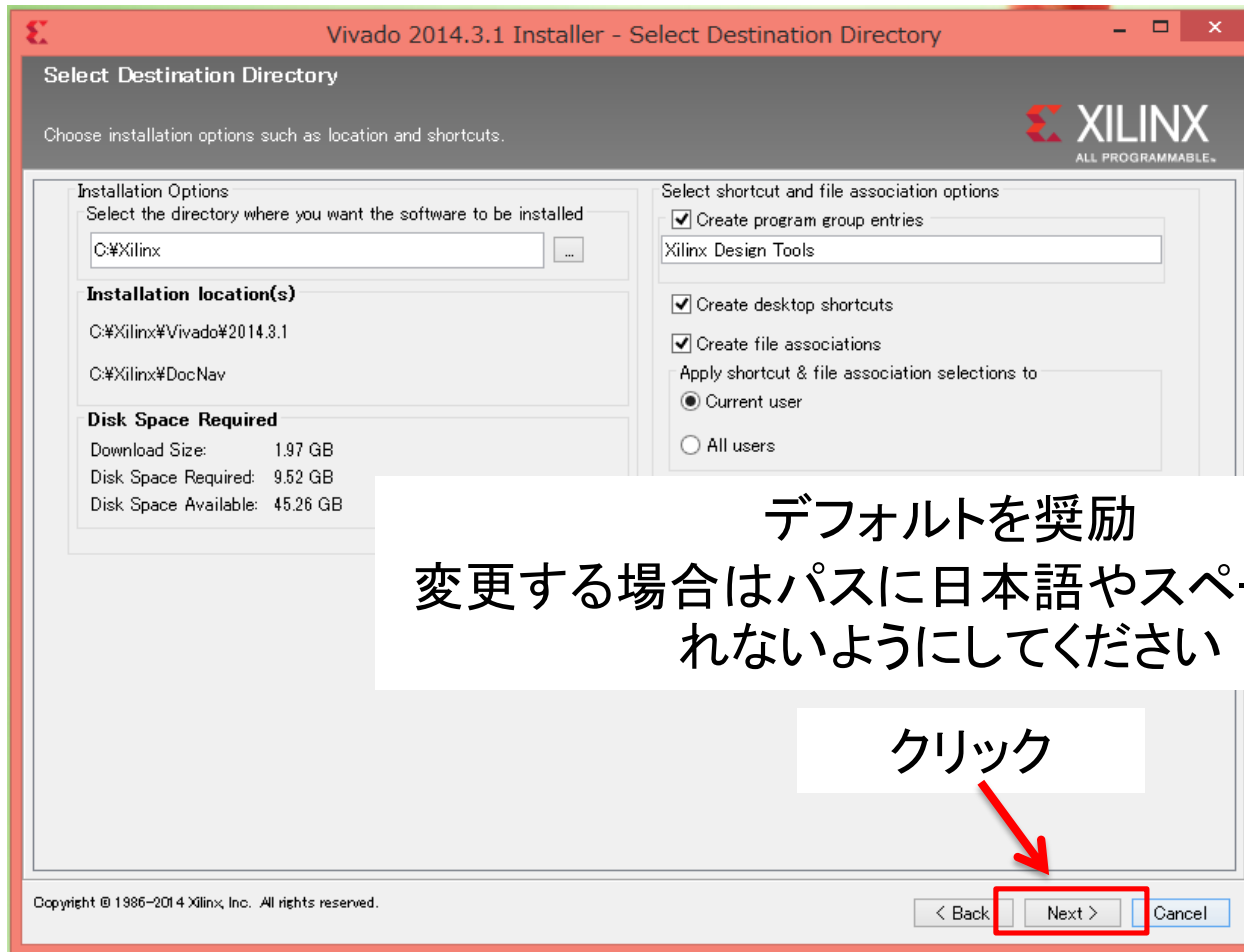 Vivado 2014.3.1 Installer - Select Destination Directory
Select Destination Directory
Choose installation options such as location and shortcuts.
XILINX
ALL PROGRAMMABLE™
Installation Options
Select the directory where you want the software to be installed
C:¥Xilinx
...
Installation location(s)
C:¥Xilinx¥Vivado¥2014.3.1
C:¥Xilinx¥DocNav
Disk Space Required
Download Size: 1.97 GB
Disk Space Required: 9.52 GB
Disk Space Available: 45.26 GB
Select shortcut and file association options
Create program group entries
Xilinx Design Tools
Create desktop shortcuts
Create file associations
Apply shortcut & file association selections to
Current user
All users
デフォルトを奨励
変更する場合はパスに日本語やスペー
れないようにしてください
クリック
Copyright © 1986-2014 Xilinx, Inc. All rights reserved.
< Back
Next >
Cancel